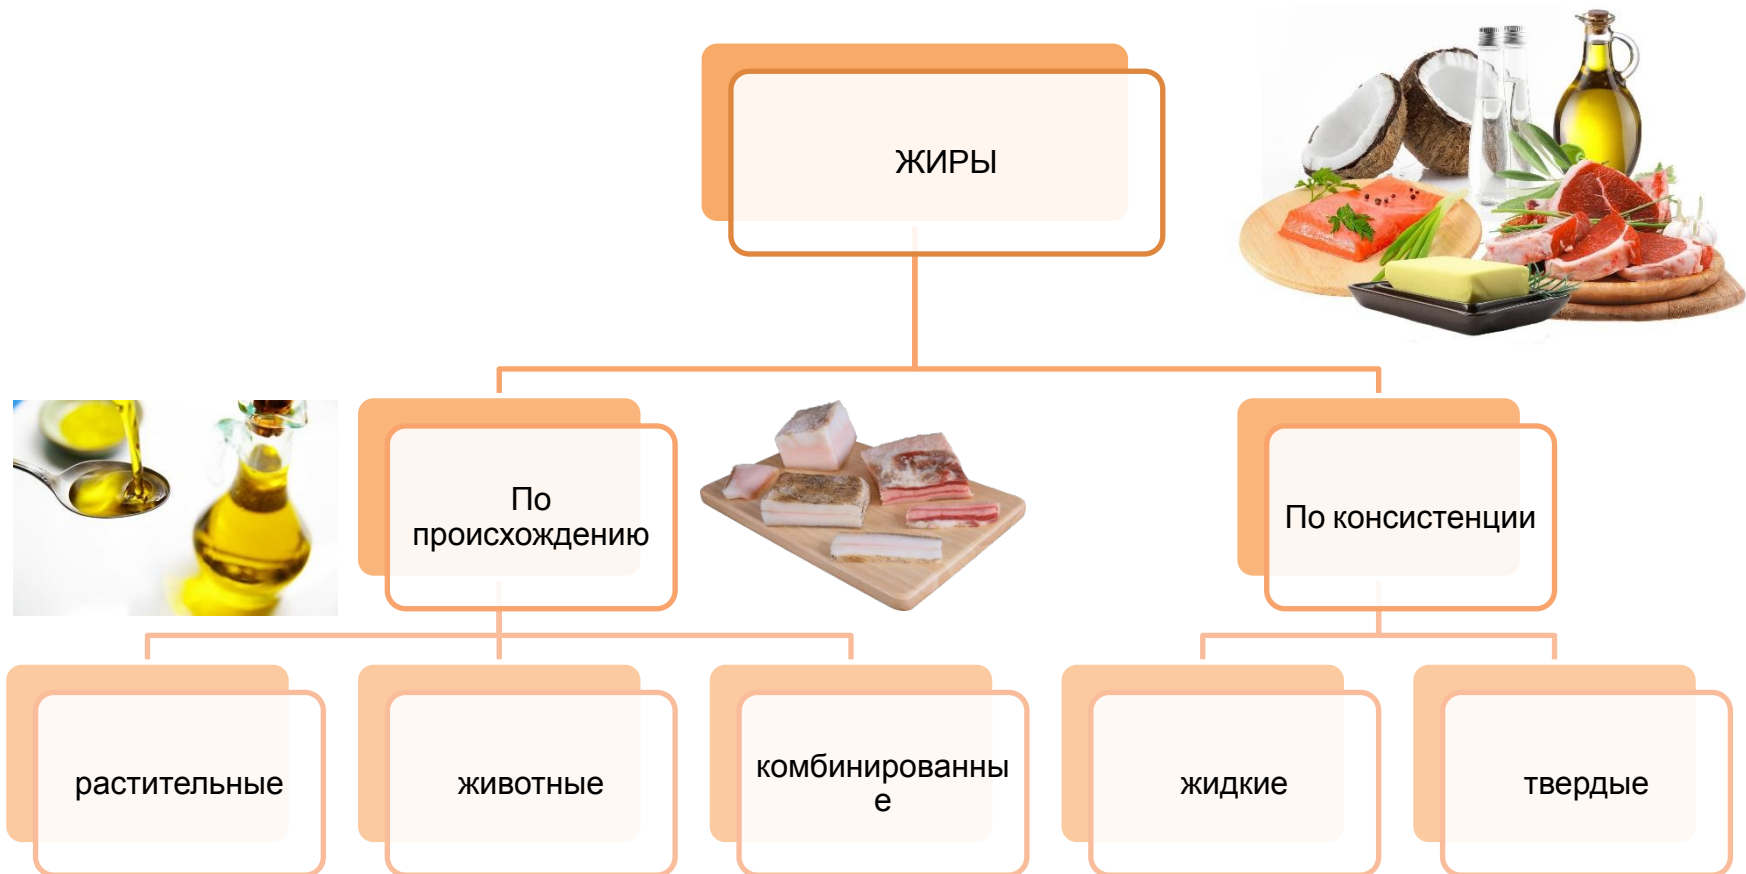 ЖИРЫ
По
происхождению
По консистенции
растительные
животные
комбинированны
е
жидкие
твердые